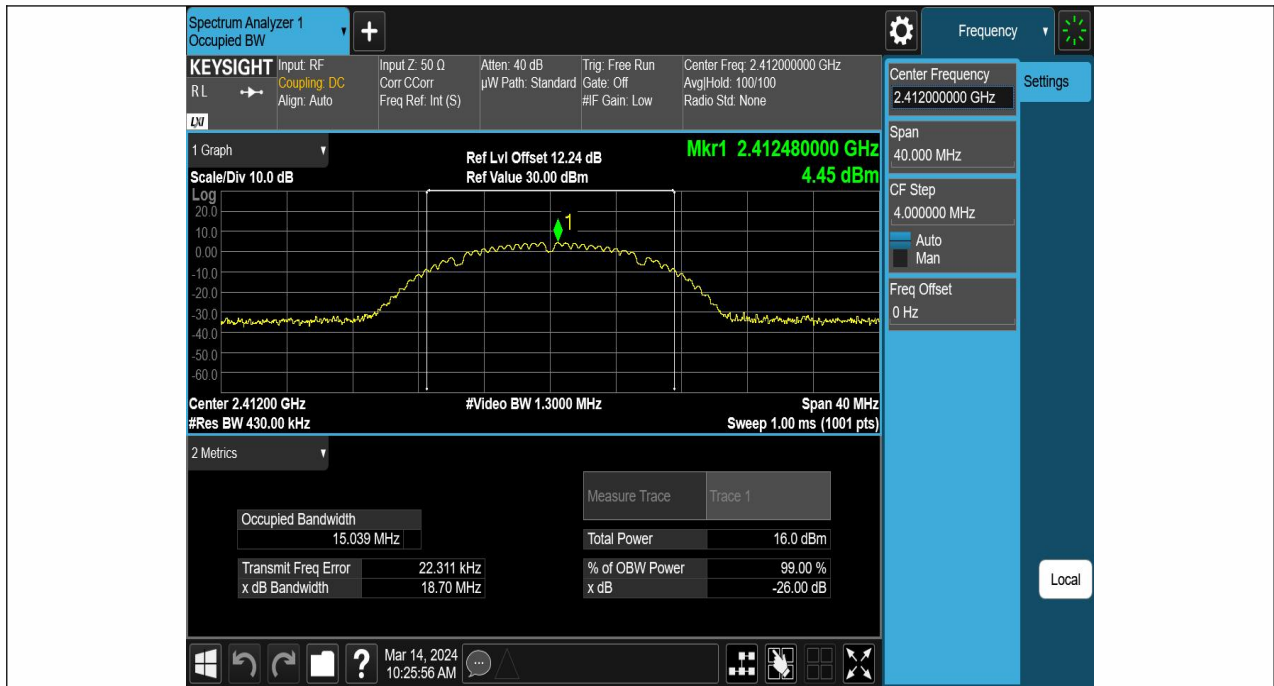 Spectrum Analyzer 1
Occupied BW
Frequency
KEYSIGHT
R L
LXI
Input: RF
Coupling: DC
Align: Auto
Input Z: 50 Ω
Corr CCorr
Freq Ref: Int (S)
Atten: 40 dB
µW Path: Standard
Trig: Free Run
Gate: Off
#IF Gain: Low
Center Freq: 2.412000000 GHz
Avg|Hold: 100/100
Radio Std: None
1 Graph
Scale/Div 10.0 dB
Ref Lvl Offset 12.24 dB
Ref Value 30.00 dBm
Mkr1 2.412480000 GHz
4.45 dBm
Log
20.0
10.0
0.00
-10.0
-20.0
-30.0
-40.0
-50.0
-60.0
1
Center 2.41200 GHz
#Video BW 1.3000 MHz
Span 40 MHz
#Res BW 430.00 kHz
Sweep 1.00 ms (1001 pts)
2 Metrics
Measure Trace Trace 1
Occupied Bandwidth
15.039 MHz
Total Power 16.0 dBm
Transmit Freq Error 22.311 kHz
% of OBW Power 99.00 %
x dB Bandwidth 18.70 MHz
x dB -26.00 dB
Center Frequency
2.412000000 GHz
Settings
Span
40.000 MHz
CF Step
4.000000 MHz
Auto
Man
Freq Offset
0 Hz
Local
?
Mar 14, 2024
10:25:56 AM